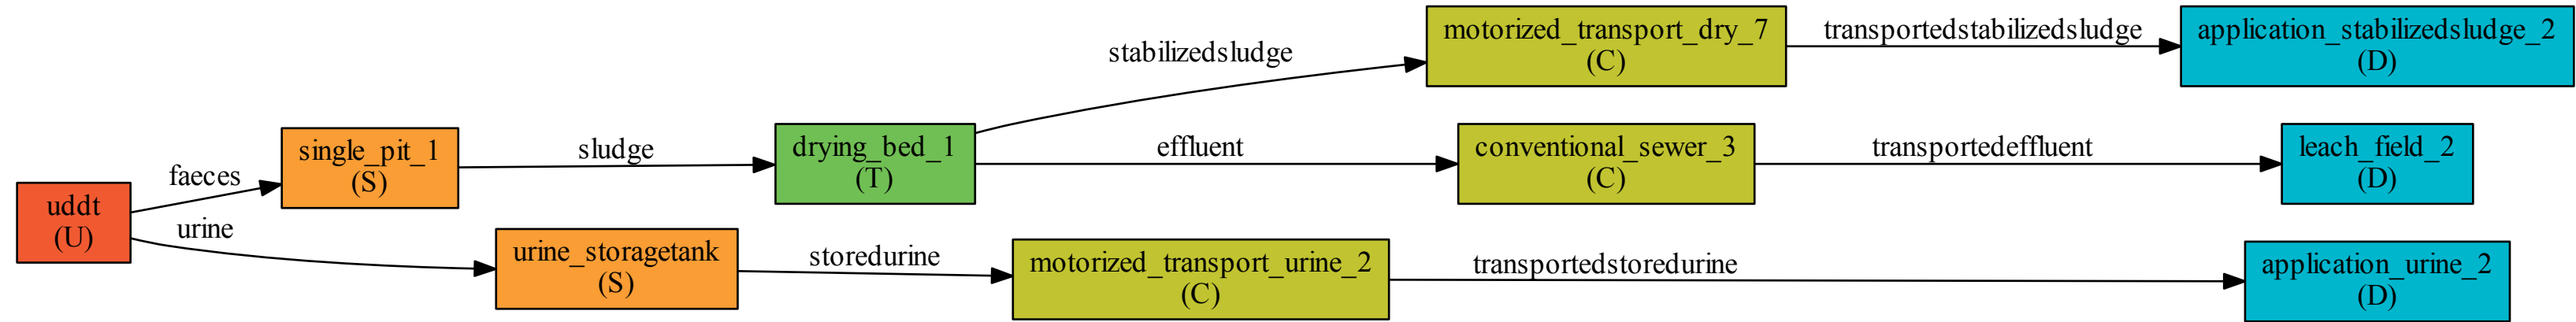 uddt
(U)
faeces
urine
single_pit_1
(S)
sludge
urine_storagetank
(S)
storedurine
drying_bed_1
(T)
stabilizedsludge
effluent
motorized_transport_urine_2
(C)
transportedstoredurine
motorized_transport_dry_7
(C)
transportedstabilizedsludge
conventional_sewer_3
(C)
transportedeffluent
application_stabilizedsludge_2
(D)
leach_field_2
(D)
application_urine_2
(D)